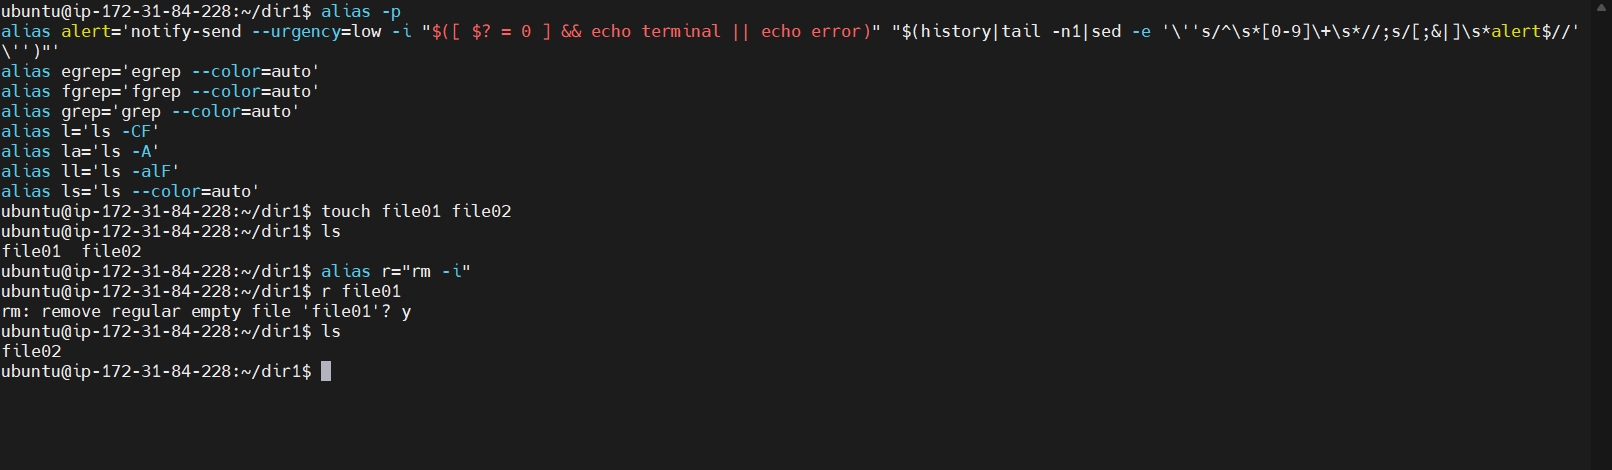 ubuntu@ip-172-31-84-228:~/dir1$ alias -p
alias alert='notify-send --urgency=low -i "$([ $? = 0 ] && echo terminal || echo error)" "$(history|tail -n1|sed -e '\''s/^\s*[0-9]\+\s*//;s/[;&|]\s*alert$//'
\'')"'
alias egrep='egrep --color=auto'
alias fgrep='fgrep --color=auto'
alias grep='grep --color=auto'
alias l='ls -CF'
alias la='ls -A'
alias ll='ls -alF'
alias ls='ls --color=auto'
ubuntu@ip-172-31-84-228:~/dir1$ touch file01 file02
ubuntu@ip-172-31-84-228:~/dir1$ ls
file01  file02
ubuntu@ip-172-31-84-228:~/dir1$ alias r="rm -i"
ubuntu@ip-172-31-84-228:~/dir1$ r file01
rm: remove regular empty file 'file01'? y
ubuntu@ip-172-31-84-228:~/dir1$ ls
file02
ubuntu@ip-172-31-84-228:~/dir1$